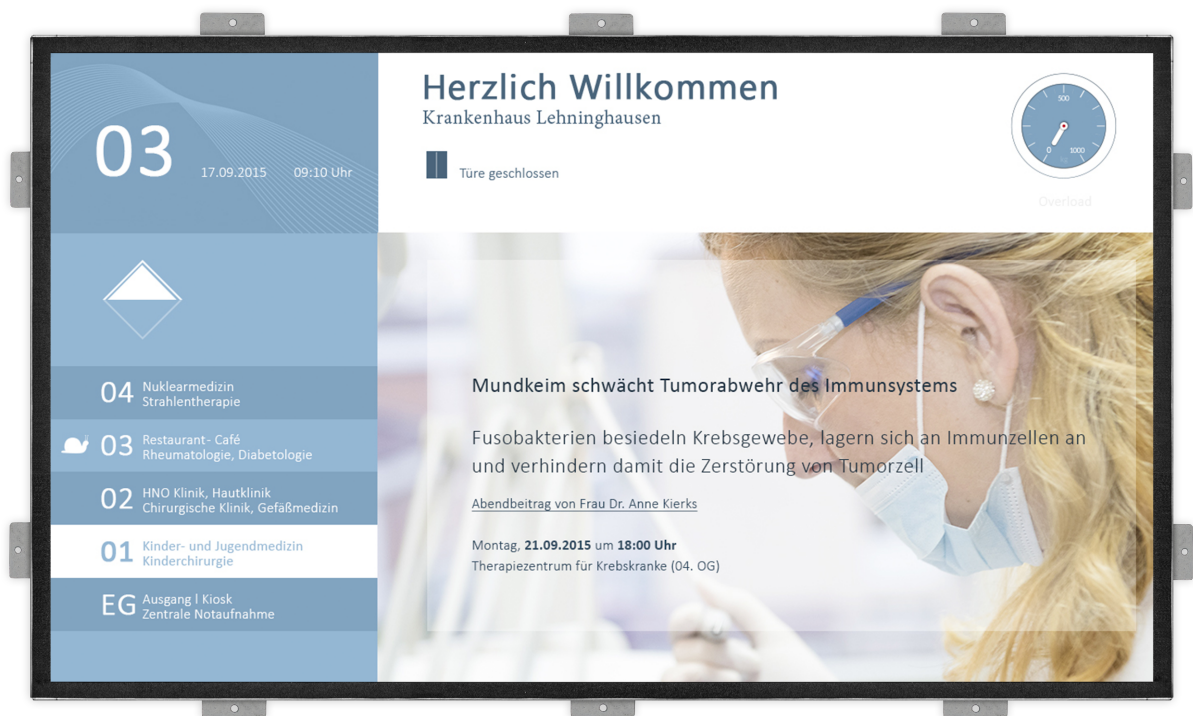 03
17.09.2015 09:10 Uhr
Herzlich Willkommen
Krankenhaus Lehninghausen
Türe geschlossen
500
0 1000
Overload
04 Nuklearmedizin
Strahlentherapie
03 Restaurant- Café
Rheumatologie, Diabetologie
02 HNO Klinik, Hautklinik
Chirurgische Klinik, Gefäßmedizin
01 Kinder- und Jugendmedizin
Kinderchirurgie
EG Ausgang | Kiosk
Zentrale Notaufnahme
Mundkeim schwächt Tumorabwehr des Immunsystems
Fusobakterien besiedeln Krebsgewebe, lagern sich an Immunzellen an
und verhindern damit die Zerstörung von Tumorzell
Abendbeitrag von Frau Dr. Anne Kierks
Montag, 21.09.2015 um 18:00 Uhr
Therapiezentrum für Krebskranke (04. OG)